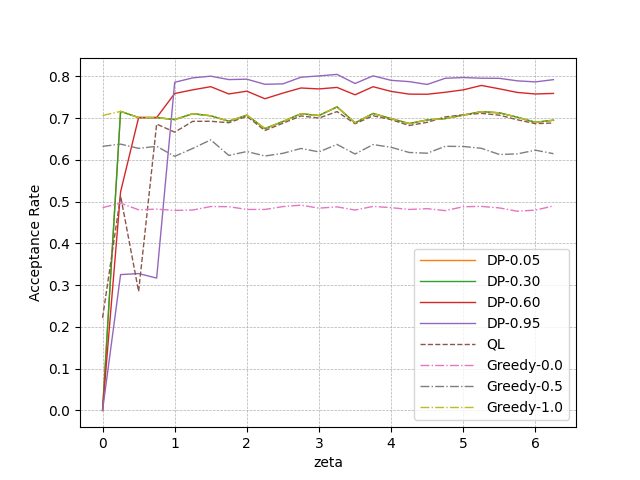 0.8
0.7
0.6
0.5
0.4
0.3
0.2
0.1
0.0
Acceptance Rate
0 1 2 3 4 5 6
zeta
DP-0.05
DP-0.30
DP-0.60
DP-0.95
QL
Greedy-0.0
Greedy-0.5
Greedy-1.0